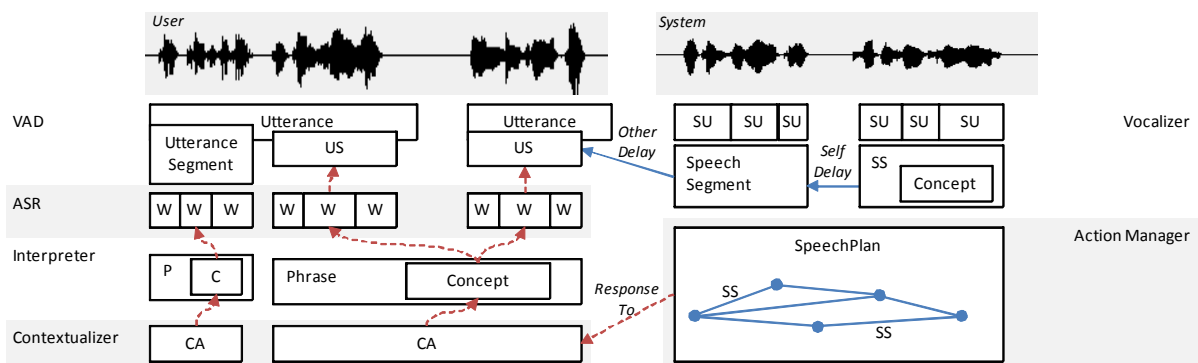 User
System
VAD
Utterance
Utterance
SU SU SU
SU SU SU
Vocalizer
Utterance
Segment
US
US
Other
Delay
Speech
Segment
Self
Delay
SS
Concept
ASR
W W W
W W W
W W W
Action Manager
SpeechPlan
Interpreter
P
C
Phrase
Concept
Response
To
SS
SS
Contextualizer
CA
CA